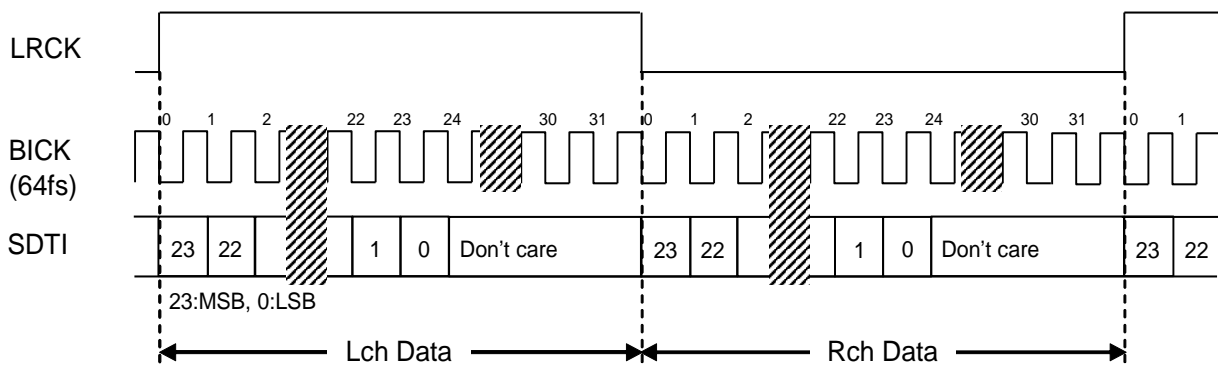 LRCK
0 1 2 22 23 24 30 31 0 1 2 22 23 24 30 31 0 1
BICK
(64fs)
SDTI 23 22 1 0 Don't care 23 22 1 0 Don't care 23 22
23:MSB, 0:LSB
Lch Data Rch Data